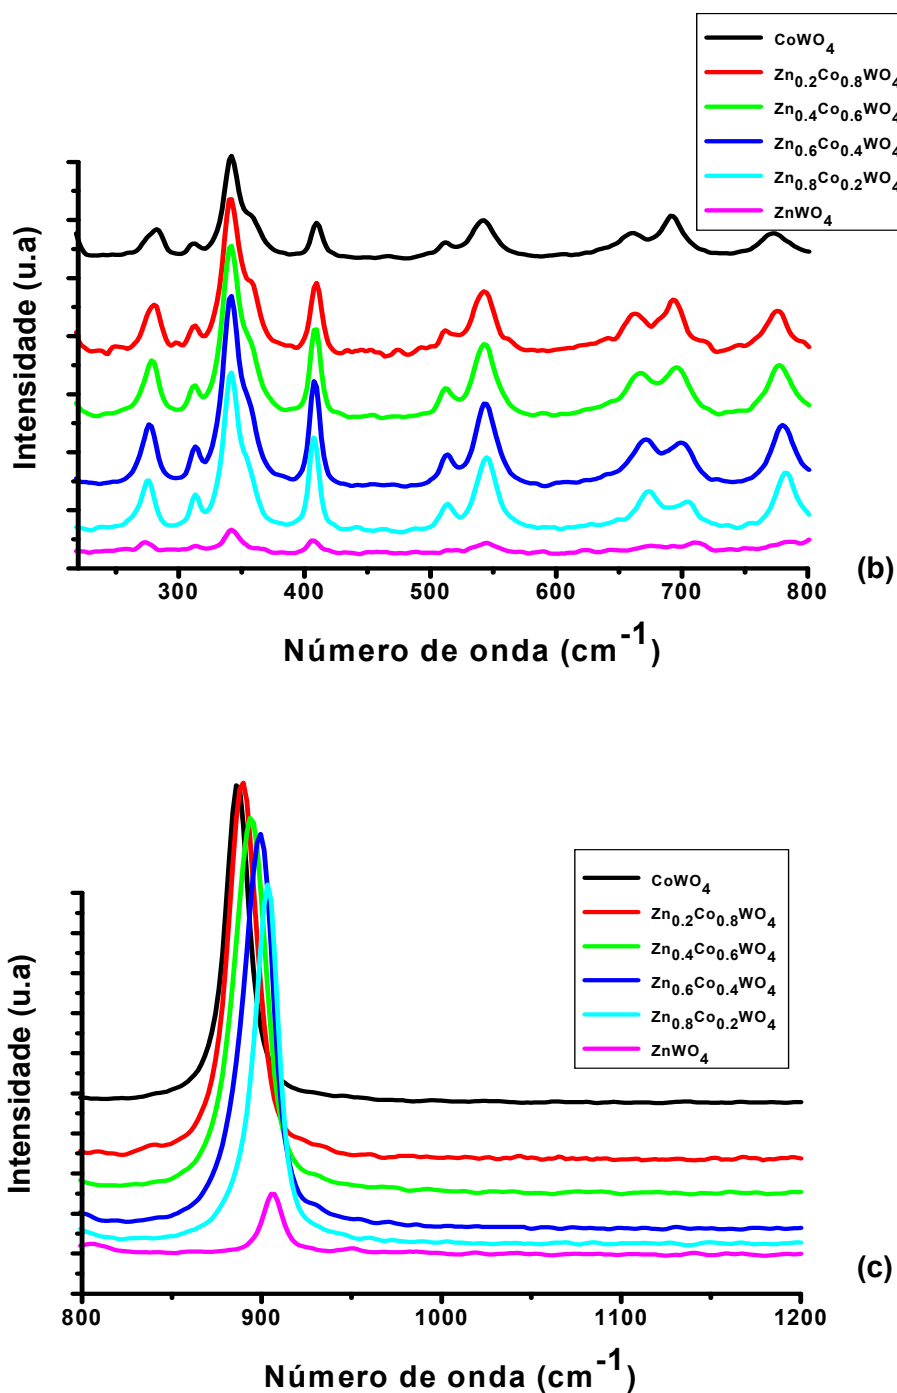 CoWO4
Zn0.2Co0.8WO4
Zn0.4Co0.6WO4
Zn0.6Co0.4WO4
Zn0.8Co0.2WO4
ZnWO4
Intensidade (u.a)
300 400 500 600 700 800
(b)
Número de onda (cm-1)
CoWO4
Zn0.2Co0.8WO4
Zn0.4Co0.6WO4
Zn0.6Co0.4WO4
Zn0.8Co0.2WO4
ZnWO4
Intensidade (u.a)
(c)
800 900 1000 1100 1200
Número de onda (cm-1)